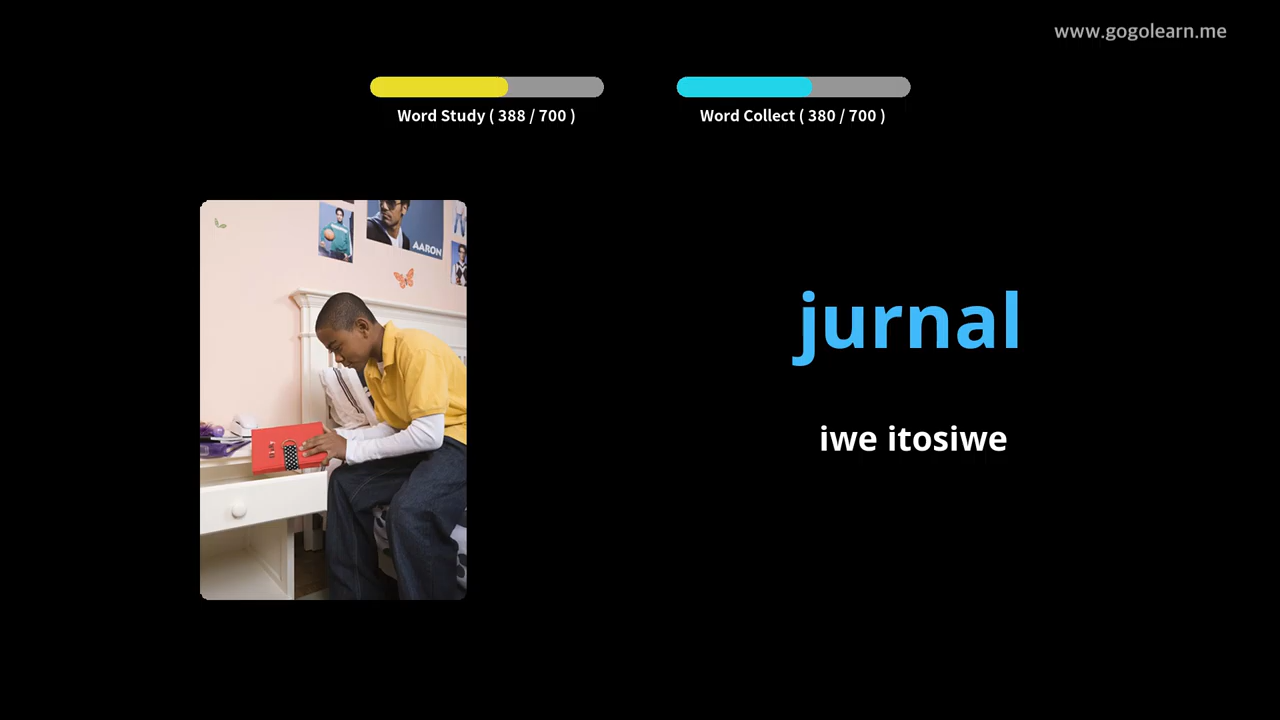 www.gogolearn.me
Word Study ( 388 / 700 )
Word Collect ( 380 / 700 )
AARON
jurnal
iwe itosiwe